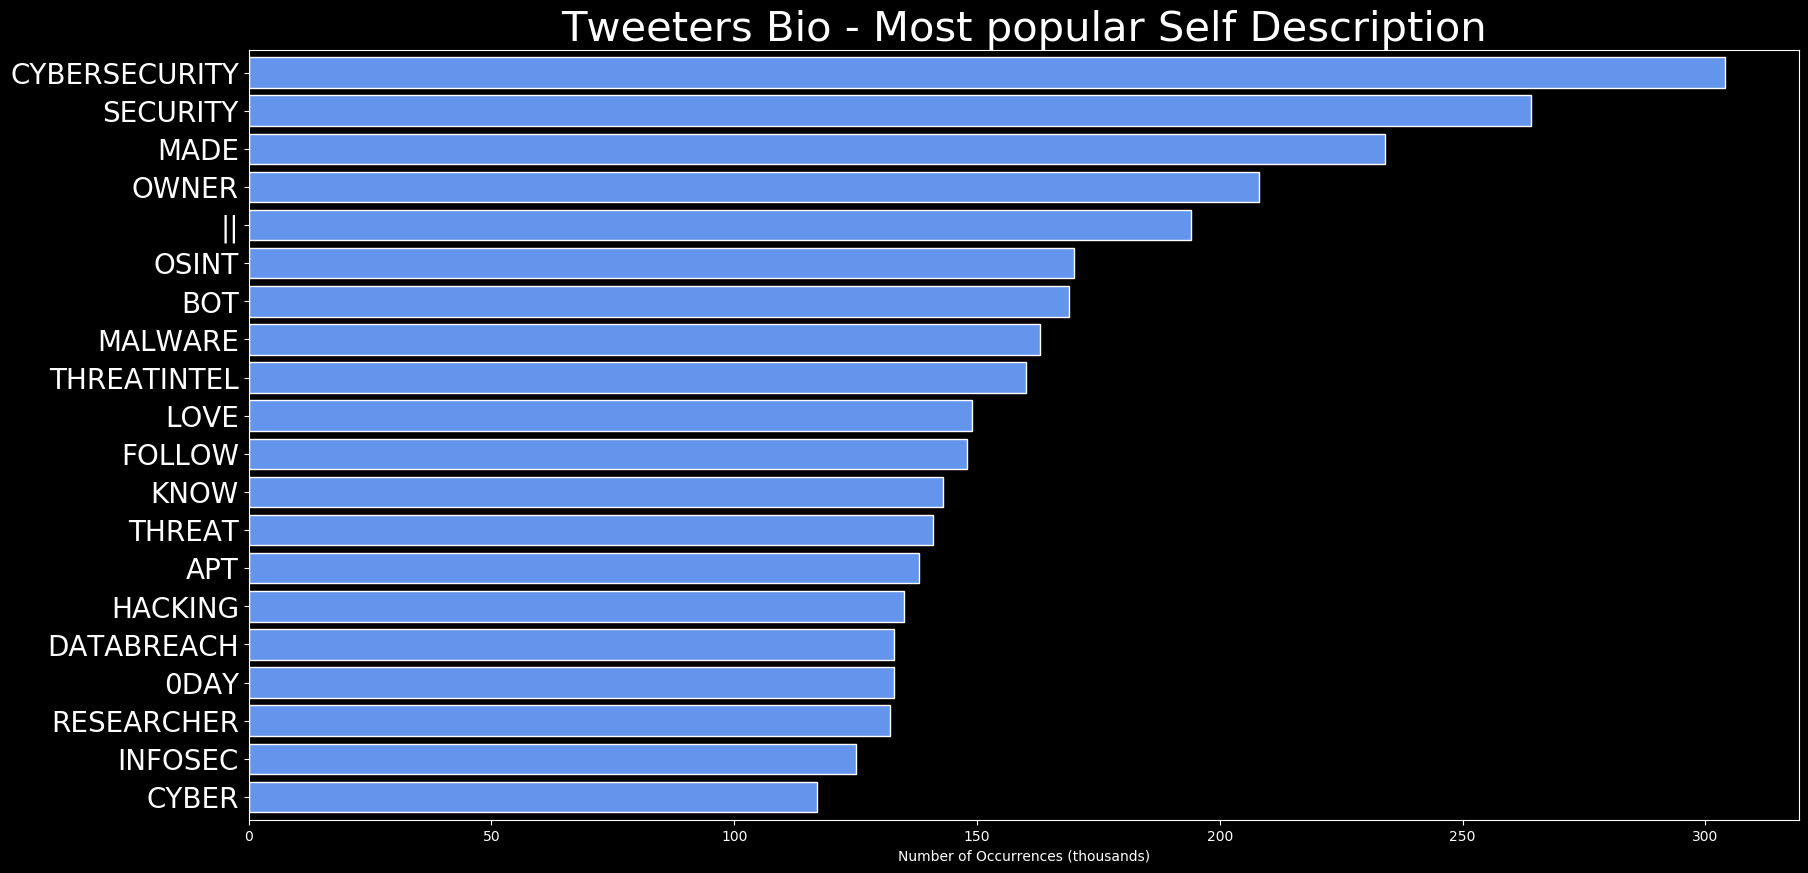 Tweeters Bio - Most popular Self Description
CYBERSECURITY
SECURITY
MADE
OWNER
||
OSINT
BOT
MALWARE
THREATINTEL
LOVE
FOLLOW
KNOW
THREAT
APT
HACKING
DATABREACH
0DAY
RESEARCHER
INFOSEC
CYBER
0 50 100 150 200 250 300
Number of Occurrences (thousands)